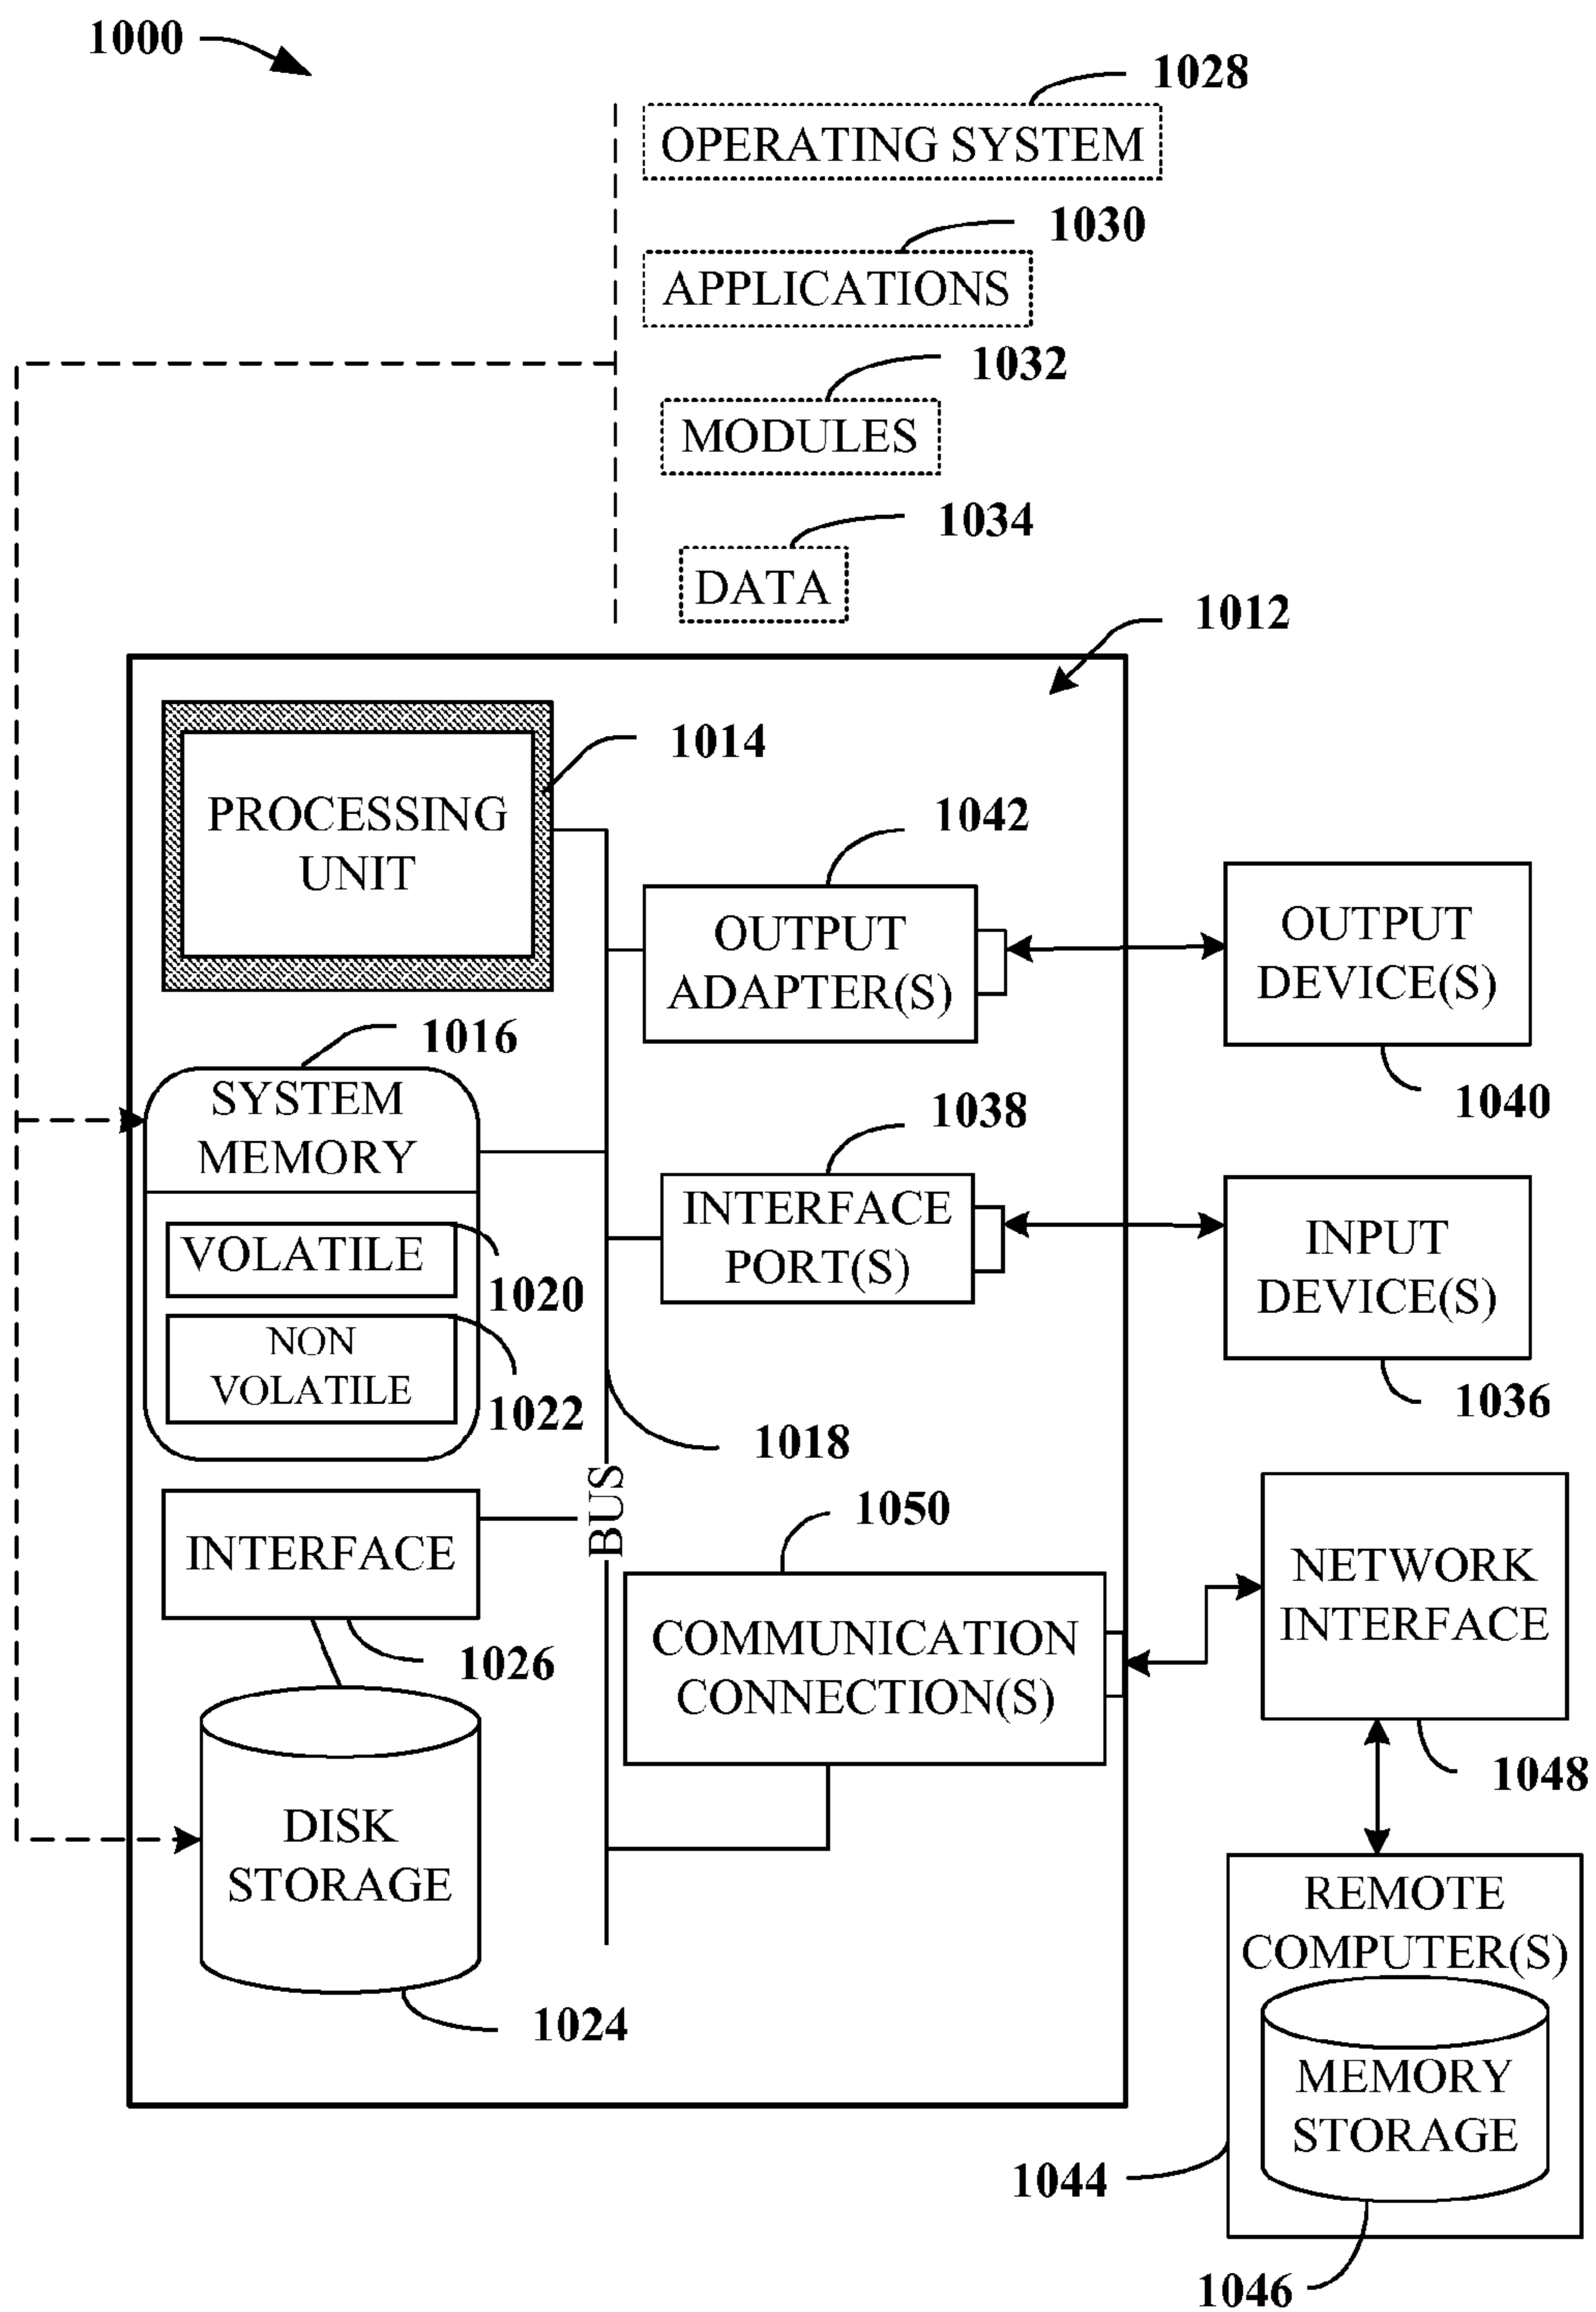 1000
1028
OPERATING SYSTEM
1030
APPLICATIONS
1032
MODULES
1034
DATA
1012
1014
PROCESSING
UNIT
1042
OUTPUT
ADAPTER(S)
OUTPUT
DEVICE(S)
1040
1016
SYSTEM
MEMORY
1038
INTERFACE
PORT(S)
INPUT
DEVICE(S)
1036
VOLATILE
1020
NON
VOLATILE
1022
1018
BUS
INTERFACE
1026
1050
COMMUNICATION
CONNECTION(S)
NETWORK
INTERFACE
1048
DISK
STORAGE
1024
REMOTE
COMPUTER(S)
MEMORY
STORAGE
1044
1046